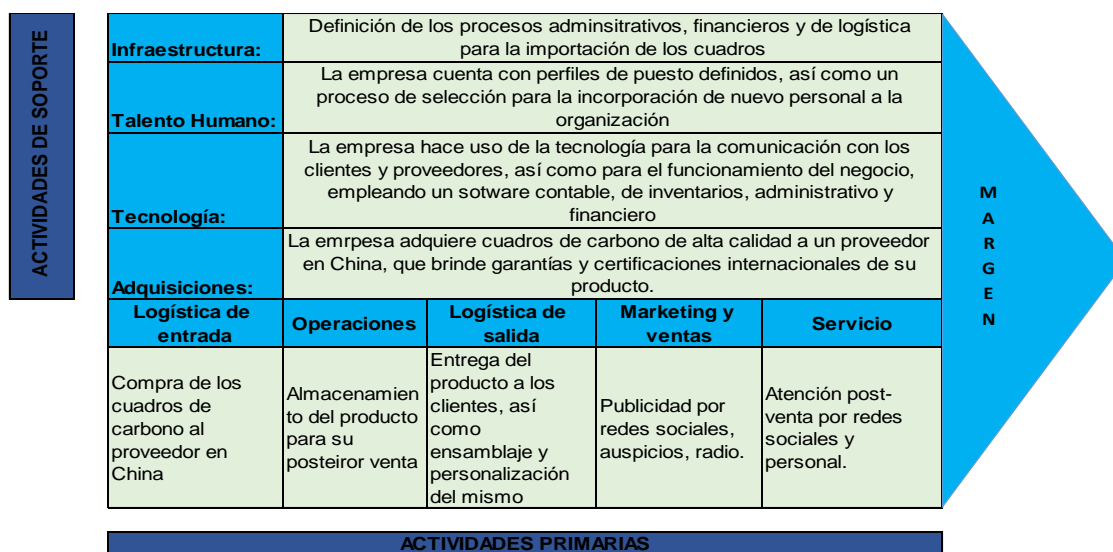 ACTIVIDADES DE SOPORTE
Infraestructura:
Definición de los procesos adminsitrativos, financieros y de logística
para la importación de los cuadros
Talento Humano:
La empresa cuenta con perfiles de puesto definidos, así como un
proceso de selección para la incorporación de nuevo personal a la
organización
Tecnología:
La empresa hace uso de la tecnología para la comunicación con los
clientes y proveedores, así como para el funcionamiento del negocio,
empleando un sotware contable, de inventarios, administrativo y
financiero
Adquisiciones:
La emrpesa adquiere cuadros de carbono de alta calidad a un proveedor
en China, que brinde garantías y certificaciones internacionales de su
producto.
Logística de
entrada
Operaciones
Logística de
salida
Marketing y
ventas
Servicio
Compra de los
cuadros de
carbono al
proveedor en
China
Almacenamien
to del producto
para su
posteiror venta
Entrega del
producto a los
clientes, así
como
ensamblaje y
personalización
del mismo
Publicidad por
redes sociales,
auspicios, radio.
Atención post-
venta por redes
sociales y
personal.
M
A
R
G
E
N
ACTIVIDADES PRIMARIAS